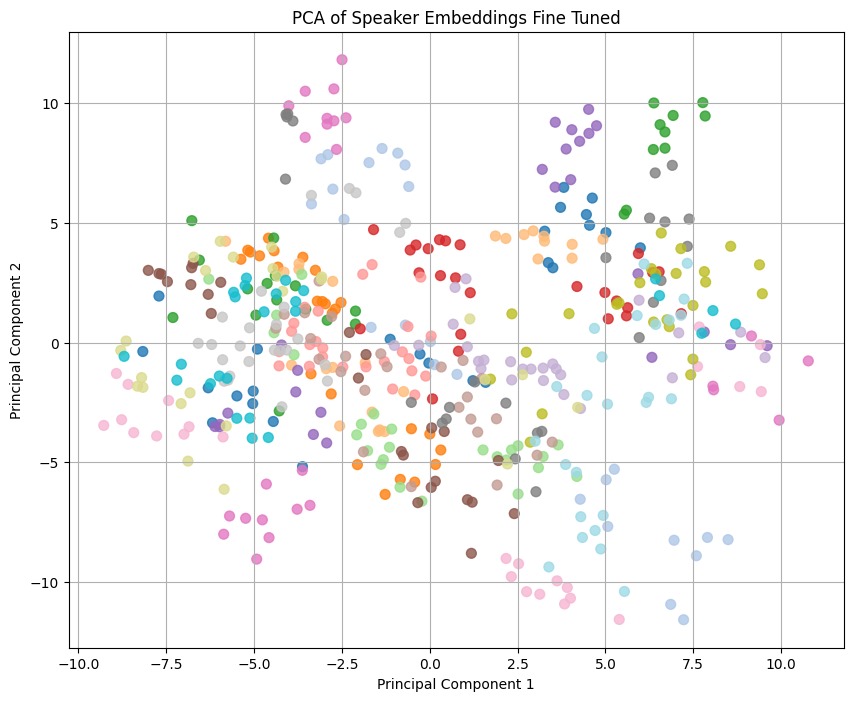 PCA of Speaker Embeddings Fine Tuned
Principal Component 2
10
5
0
−5
−10
−10.0 −7.5 −5.0 −2.5 0.0 2.5 5.0 7.5 10.0
Principal Component 1